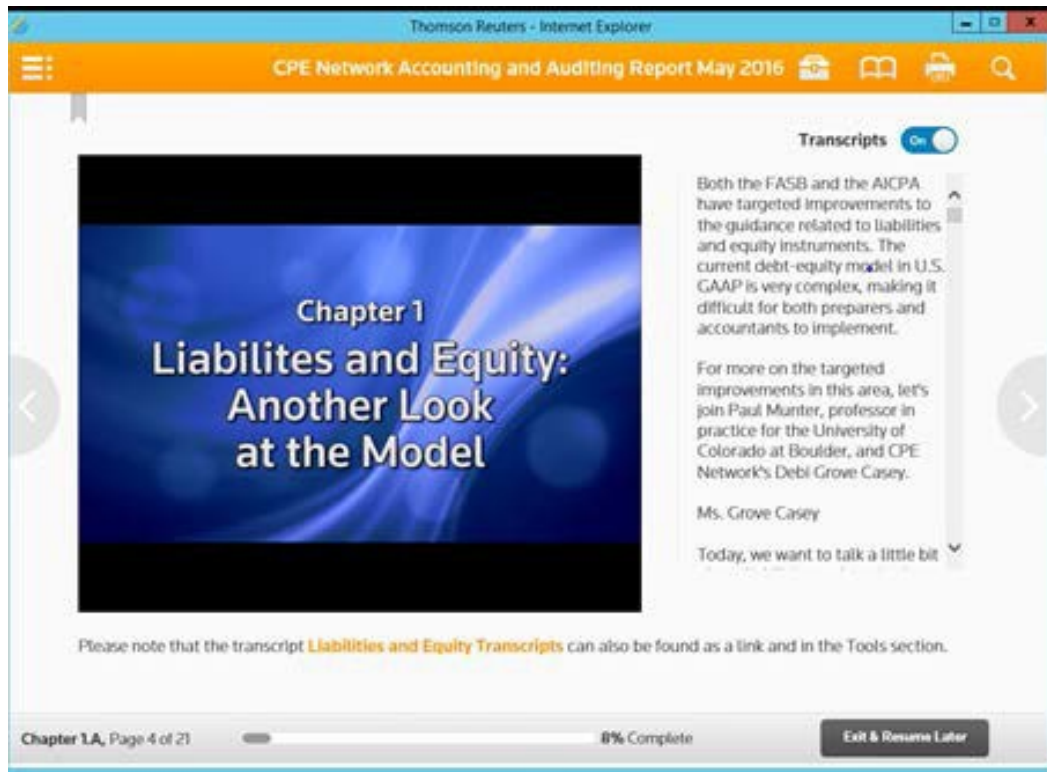 Thomson Reuters - Internet Explorer
CPE Network Accounting and Auditing Report May 2016
Transcripts On
Chapter 1
Liabilites and Equity:
Another Look
at the Model
Both the FASB and the AICPA
have targeted improvements to
the guidance related to liabilities
and equity instruments. The
current debt-equity model in U.S.
GAAP is very complex, making it
difficult for both preparers and
accountants to implement.
For more on the targeted
improvements in this area, let's
join Paul Munter, professor in
practice for the University of
Colorado at Boulder, and CPE
Network's Debi Grove Casey.
Ms. Grove Casey
Today, we want to talk a little bit
Please note that the transcript Liabilities and Equity Transcripts can also be found as a link and in the Tools section.
Chapter 1.A, Page 4 of 21
8% Complete
Exit & Resume Later